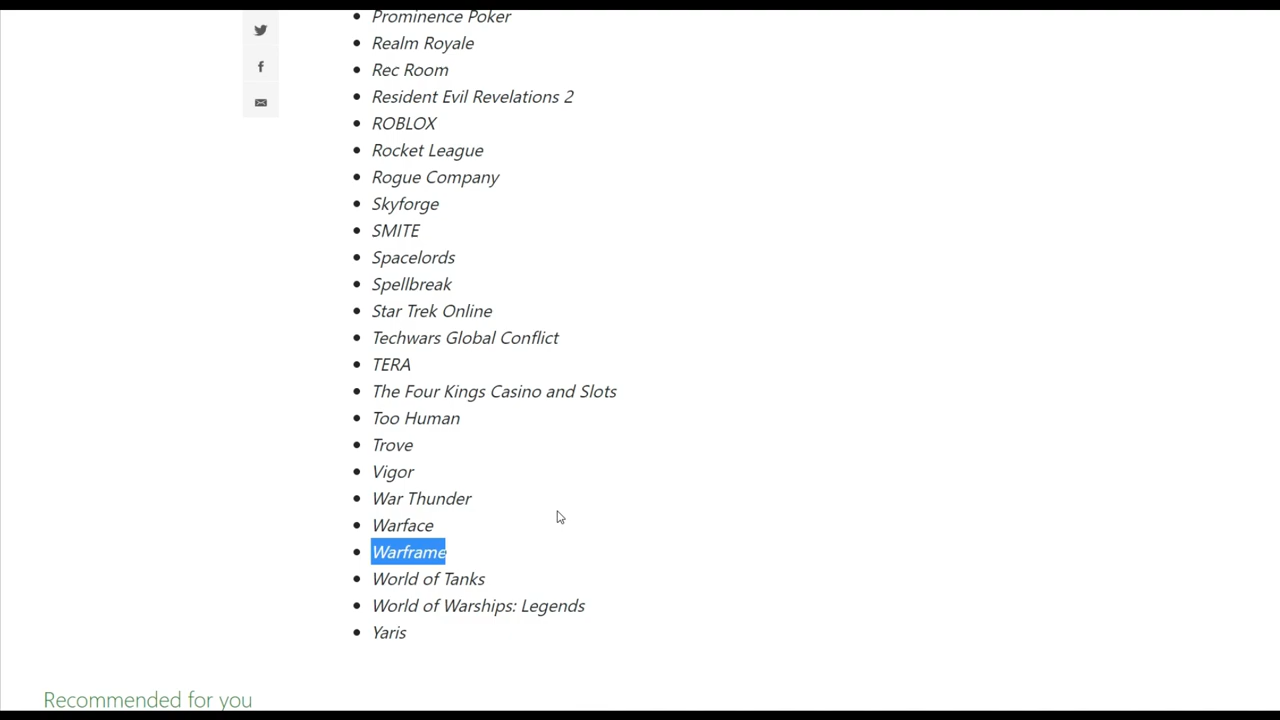 Prominence Poker
Realm Royale
Rec Room
Resident Evil Revelations 2
ROBLOX
Rocket League
Rogue Company
Skyforge
SMITE
Spacelords
Spellbreak
Star Trek Online
Techwars Global Conflict
TERA
The Four Kings Casino and Slots
Too Human
Trove
Vigor
War Thunder
Warface
Warframe
World of Tanks
World of Warships: Legends
Yaris
Recommended for you